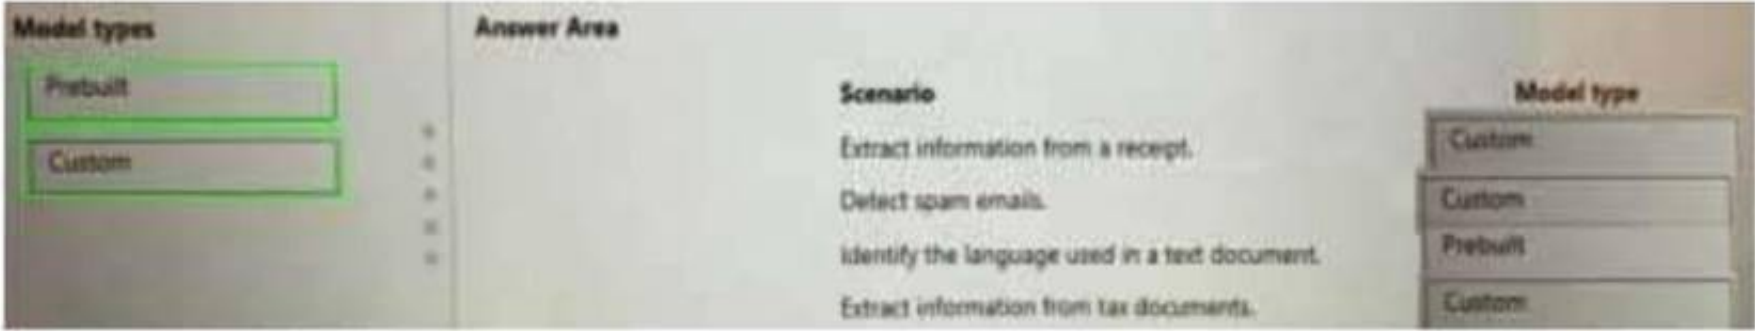 Model types
Answer Area
Prebuilt
Custom
Scenario
Model type
Extract information from a receipt.
Custom
Detect spam emails.
Custom
Identify the language used in a text document.
Prebuilt
Extract information from tax documents.
Custom